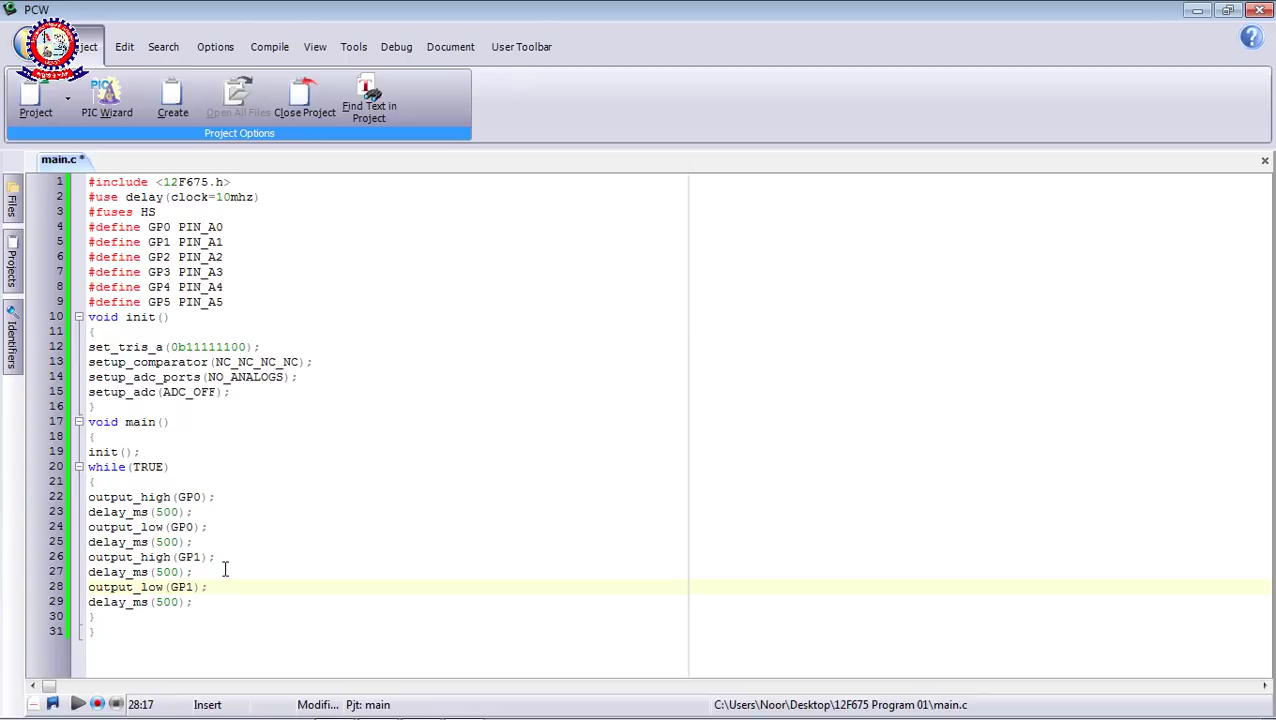 PCW
Project Edit Search Options Compile View Tools Debug Document User Toolbar
Project PIC Wizard Create Open All Files Close Project Find Text in Project
Project Options
main.c *
Files
Projects
Identifiers
1 #include <12F675.h>
2 #use delay(clock=10mhz)
3 #fuses HS
4 #define GP0 PIN_A0
5 #define GP1 PIN_A1
6 #define GP2 PIN_A2
7 #define GP3 PIN_A3
8 #define GP4 PIN_A4
9 #define GP5 PIN_A5
10 void init()
11 {
12 set_tris_a(0b11111100);
13 setup_comparator(NC_NC_NC_NC);
14 setup_adc_ports(NO_ANALOGS);
15 setup_adc(ADC_OFF);
16 }
17 void main()
18 {
19 init();
20 while(TRUE)
21 {
22 output_high(GP0);
23 delay_ms(500);
24 output_low(GP0);
25 delay_ms(500);
26 output_high(GP1);
27 delay_ms(500);
28 output_low(GP1);
29 delay_ms(500);
30 }
31 }
28:17 Insert Modifi... Pjt: main C:\Users\Noor\Desktop\12F675 Program 01\main.c